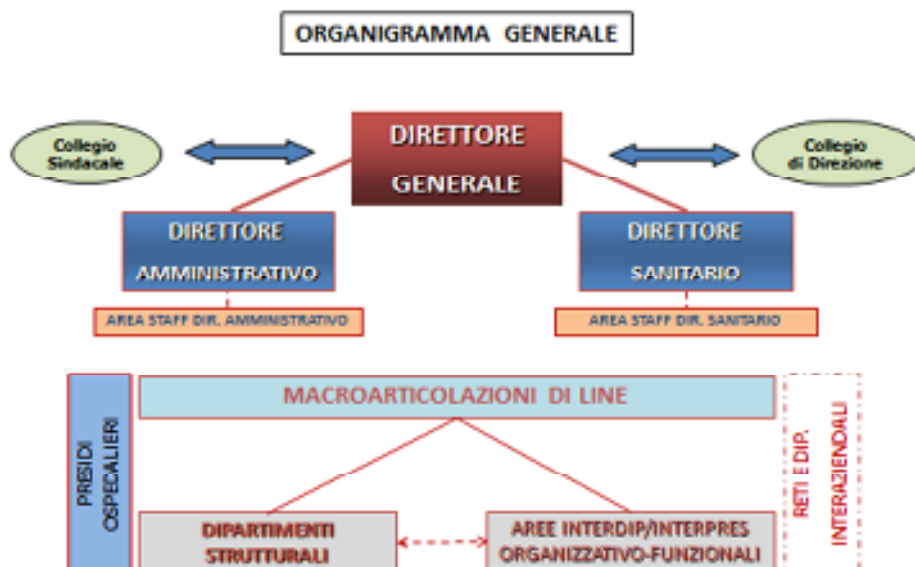 ORGANIGRAMMA GENERALE
Collegio
Sindacale
DIRETTORE
GENERALE
Collegio
di Direzione
DIRETTORE
AMMINISTRATIVO
DIRETTORE
SANITARIO
AREA STAFF DIR. AMMINISTRATIVO
AREA STAFF DIR. SANITARIO
PRESIDI
OSPEDALIERI
MACROARTICOLAZIONI DI LINE
RETI E DIP.
INTERAZIENDALI
DIPARTIMENTI
STRUTTURALI
AREE INTERDIP/INTERPRES
ORGANIZZATIVO-FUNZIONALI